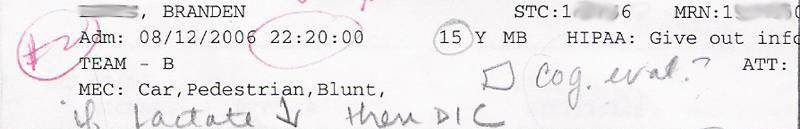 , BRANDEN STC:1 6 MRN:1 0
#2 Adm: 08/12/2006 22:20:00 15 Y MB HIPAA: Give out info
TEAM - B □ cog. eval.? ATT:
MEC: Car,Pedestrian,Blunt,
if Lactate ↓ then DIC